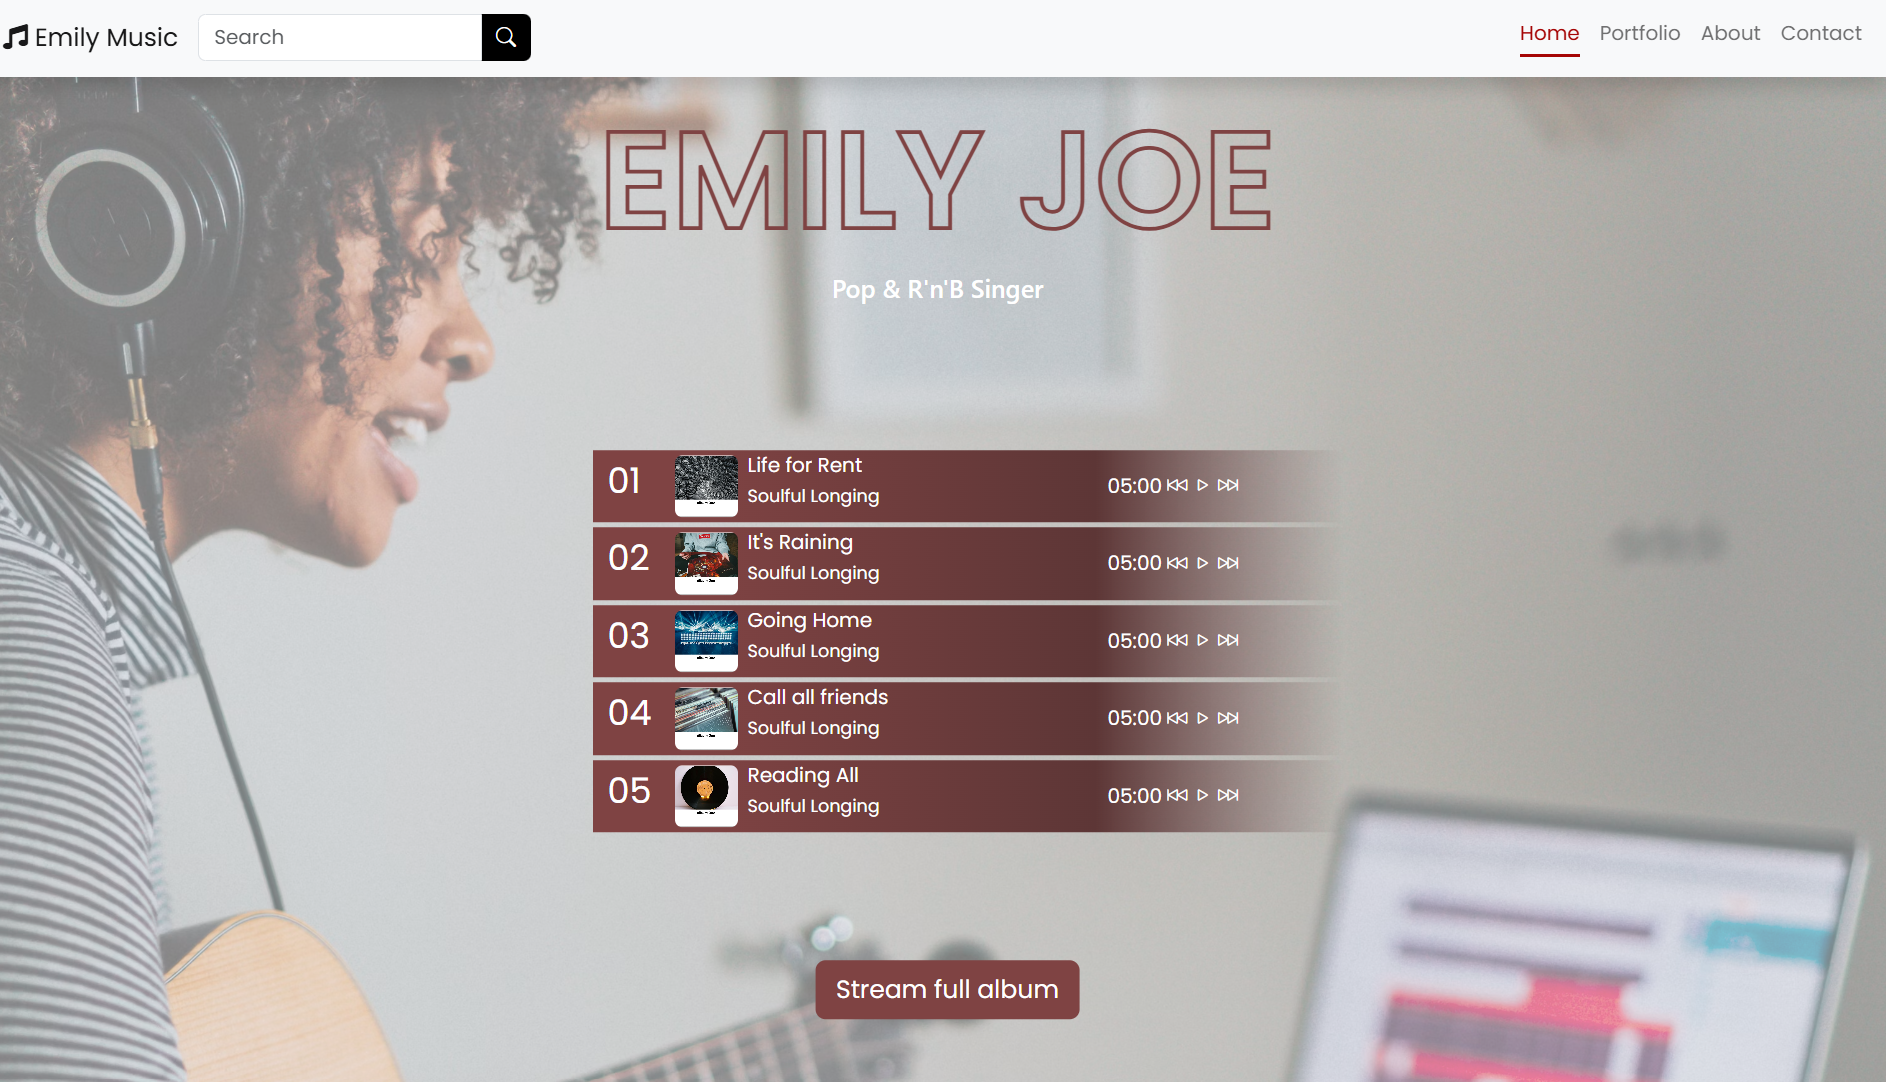 Emily Music
Search
Home Portfolio About Contact
EMILY JOE
Pop & R'n'B Singer
01
Life for Rent
Soulful Longing
05:00
02
It's Raining
Soulful Longing
05:00
03
Going Home
Soulful Longing
05:00
04
Call all friends
Soulful Longing
05:00
05
Reading All
Soulful Longing
05:00
Stream full album